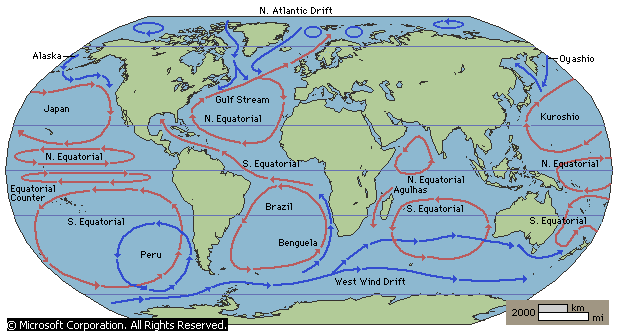 N. Atlantic Drift
Alaska
Oyashio
Japan
Gulf Stream
N. Equatorial
Kuroshio
N. Equatorial
S. Equatorial
N. Equatorial
N. Equatorial
Equatorial
Counter
Agulhas
S. Equatorial
Brazil
S. Equatorial
S. Equatorial
Peru
Benguela
West Wind Drift
2000
km
mi
© Microsoft Corporation. All Rights Reserved.